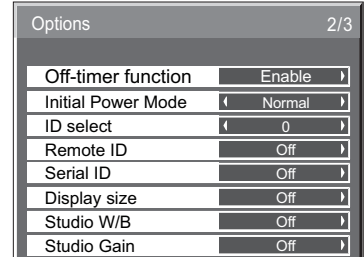 Options 2/3
Off-timer function Enable
Initial Power Mode Normal
ID select 0
Remote ID Off
Serial ID Off
Display size Off
Studio W/B Off
Studio Gain Off